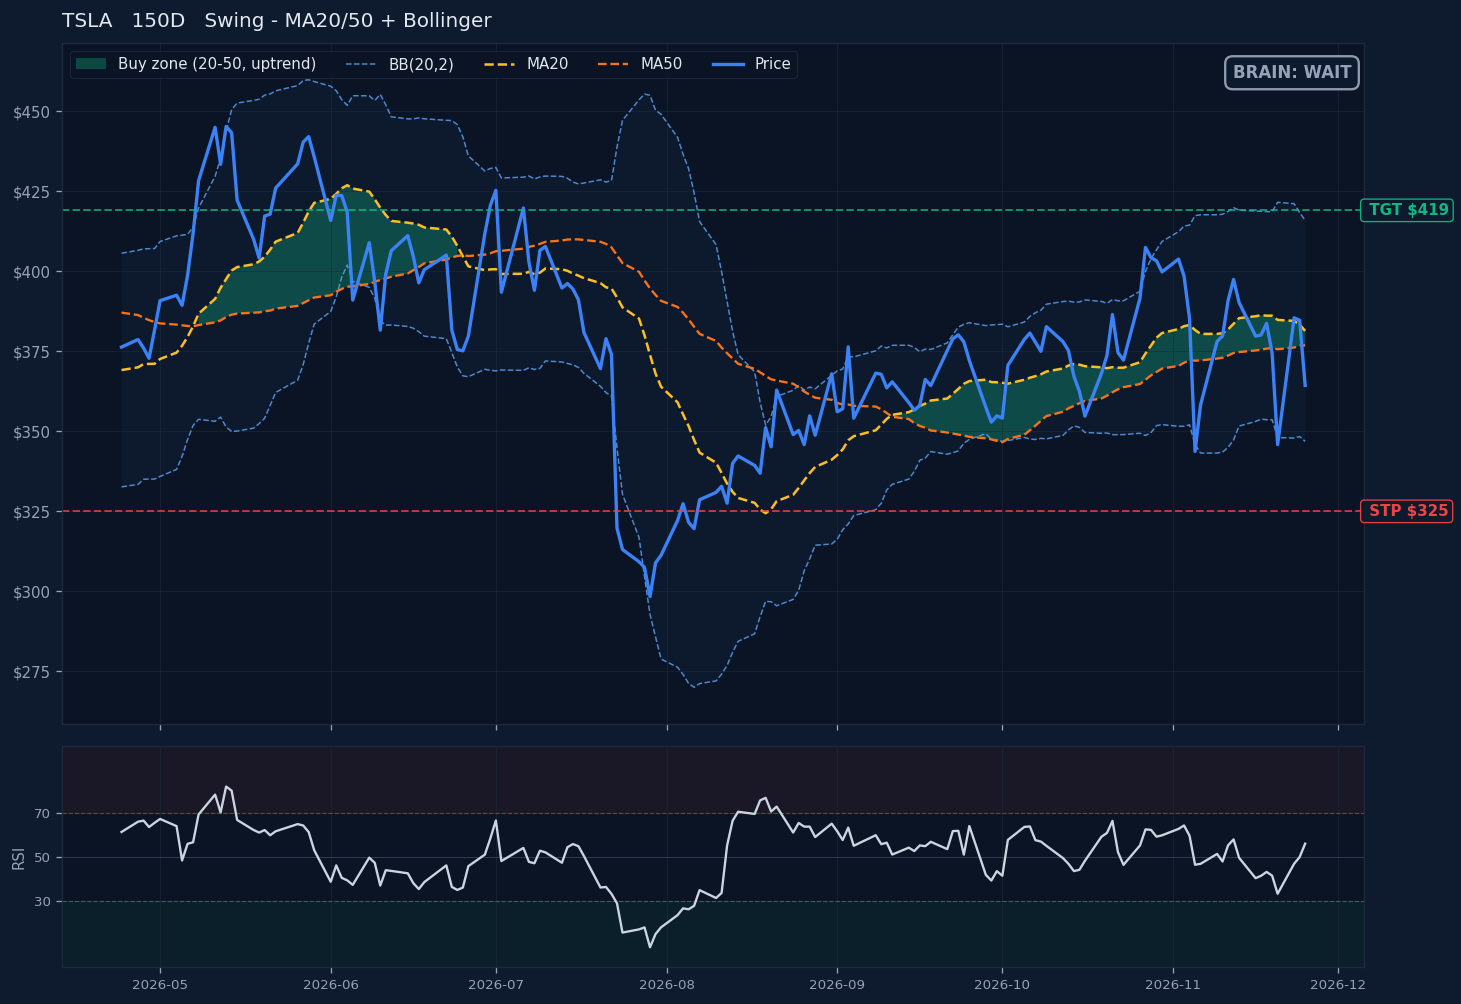 TSLA   150D   Swing - MA20/50 + Bollinger
Buy zone (20-50, uptrend)   BB(20,2)   MA20   MA50   Price
BRAIN: WAIT
$450
$425
TGT $419
$400
$375
$350
$325
STP $325
$300
$275
70
50
30
RSI
2026-05   2026-06   2026-07   2026-08   2026-09   2026-10   2026-11   2026-12